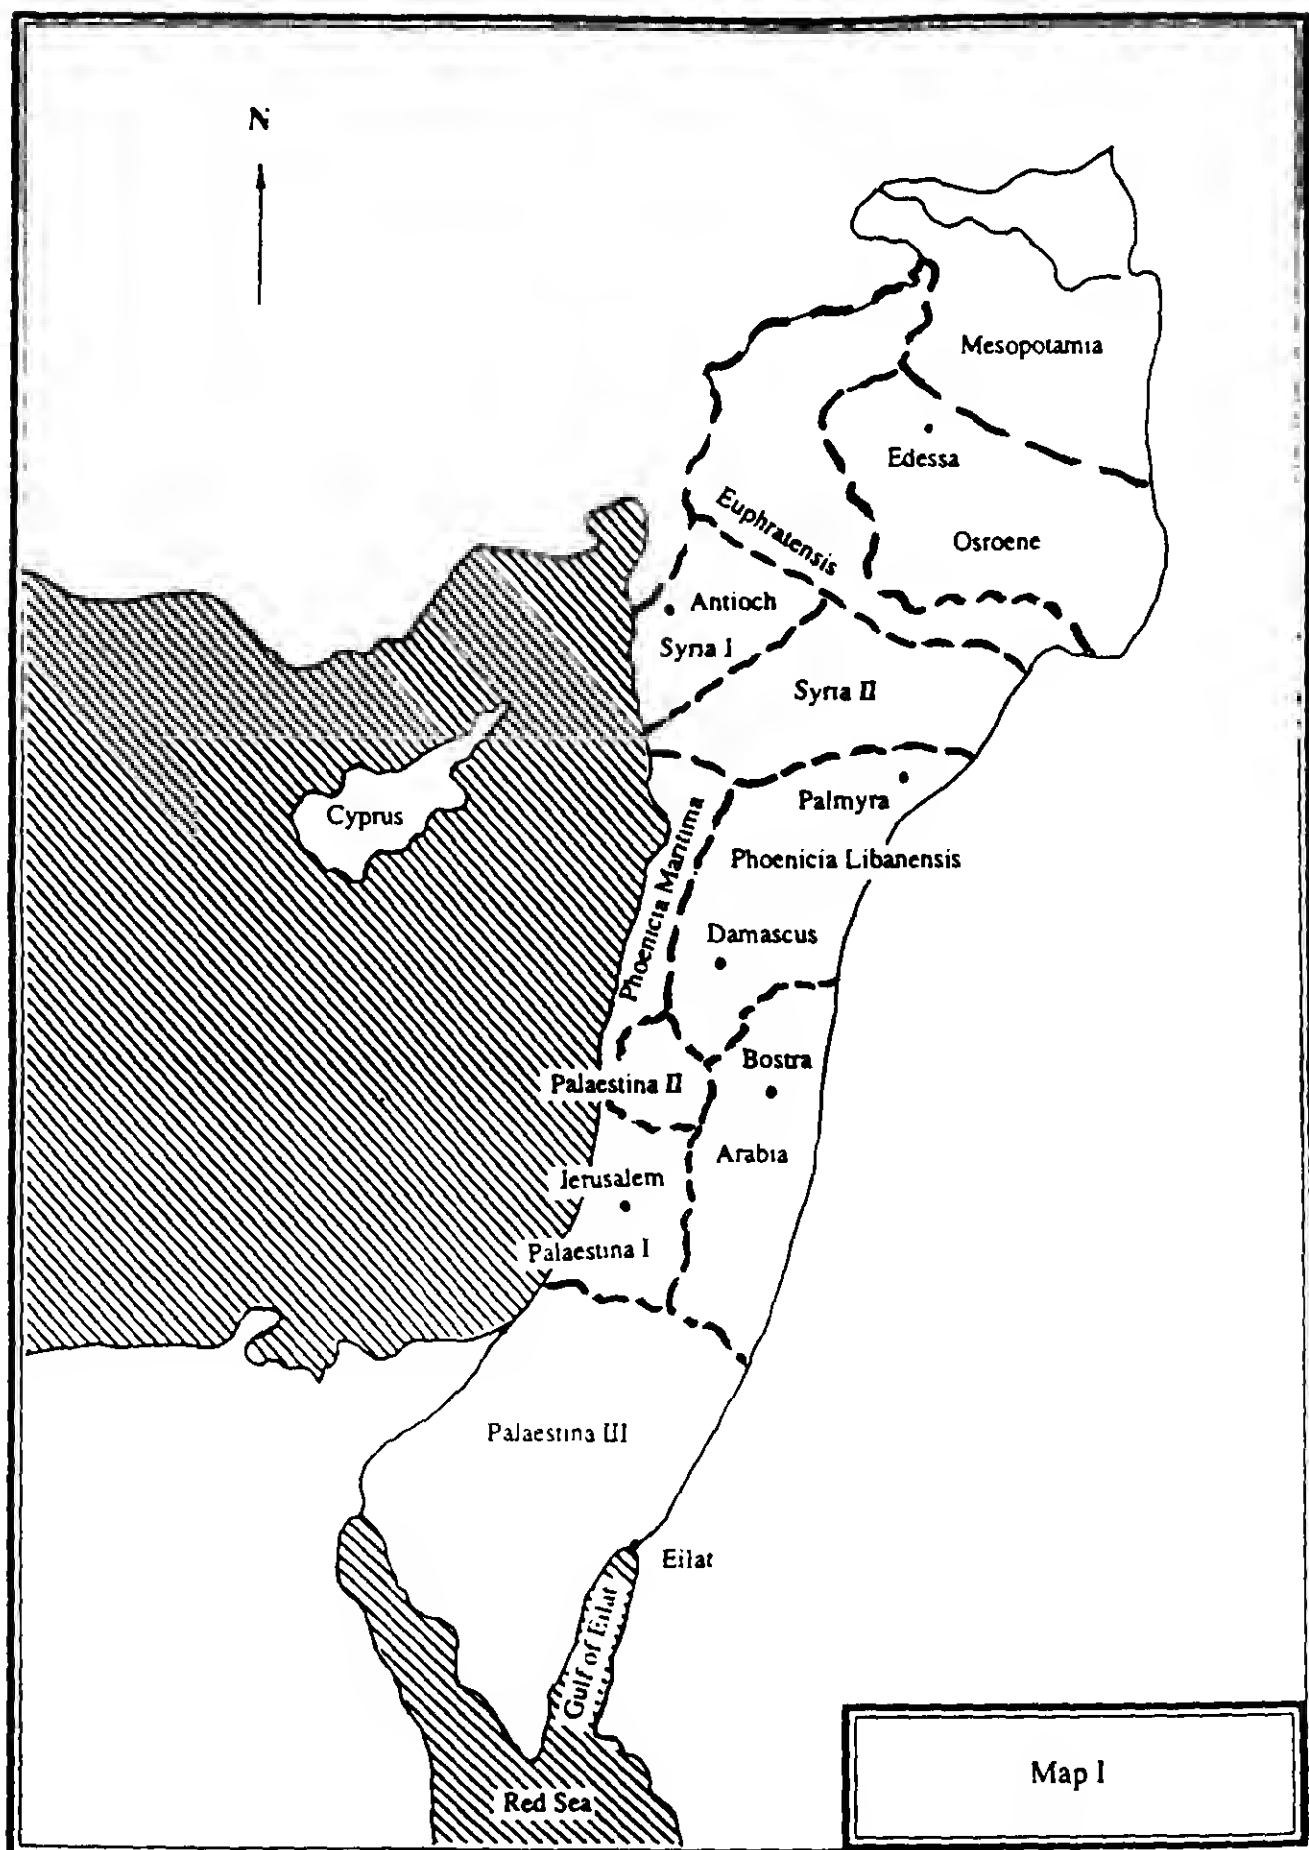 N
Mesopotamia
Edessa
Euphratensis
Osroene
Antioch
Syria I
Syria II
Palmyra
Cyprus
Phoenicia Maritima
Phoenicia Libanensis
Damascus
Bostra
Palaestina II
Arabia
Jerusalem
Palaestina I
Palaestina III
Eilat
Gulf of Eilat
Map I
Red Sea